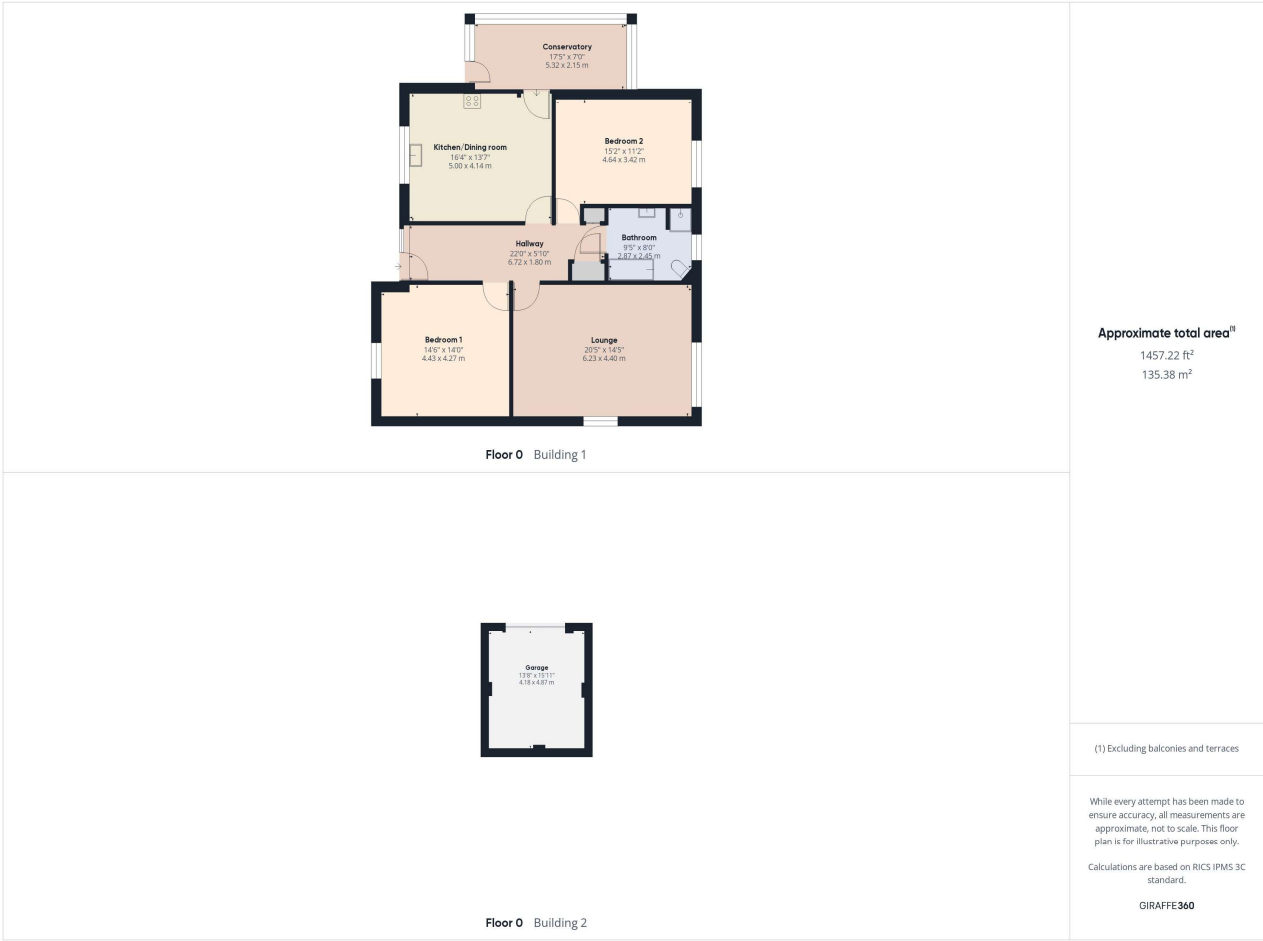 Conservatory
17'5" x 7'0"
5.32 x 2.15 m
Kitchen/Dining room
16'4" x 13'7"
5.00 x 4.14 m
Bedroom 2
15'2" x 11'2"
4.64 x 3.42 m
Hallway
22'0" x 5'10"
6.72 x 1.80 m
Bathroom
9'5" x 8'0"
2.87 x 2.45 m
Bedroom 1
14'6" x 14'0"
4.43 x 4.27 m
Lounge
20'5" x 14'5"
6.23 x 4.40 m
Floor 0 Building 1
Garage
13'8" x 15'11"
4.18 x 4.87 m
Floor 0 Building 2
Approximate total area(1)
1457.22 ft²
135.38 m²
(1) Excluding balconies and terraces
While every attempt has been made to
ensure accuracy, all measurements are
approximate, not to scale. This floor
plan is for illustrative purposes only.
Calculations are based on RICS IPMS 3C
standard.
GIRAFFE360